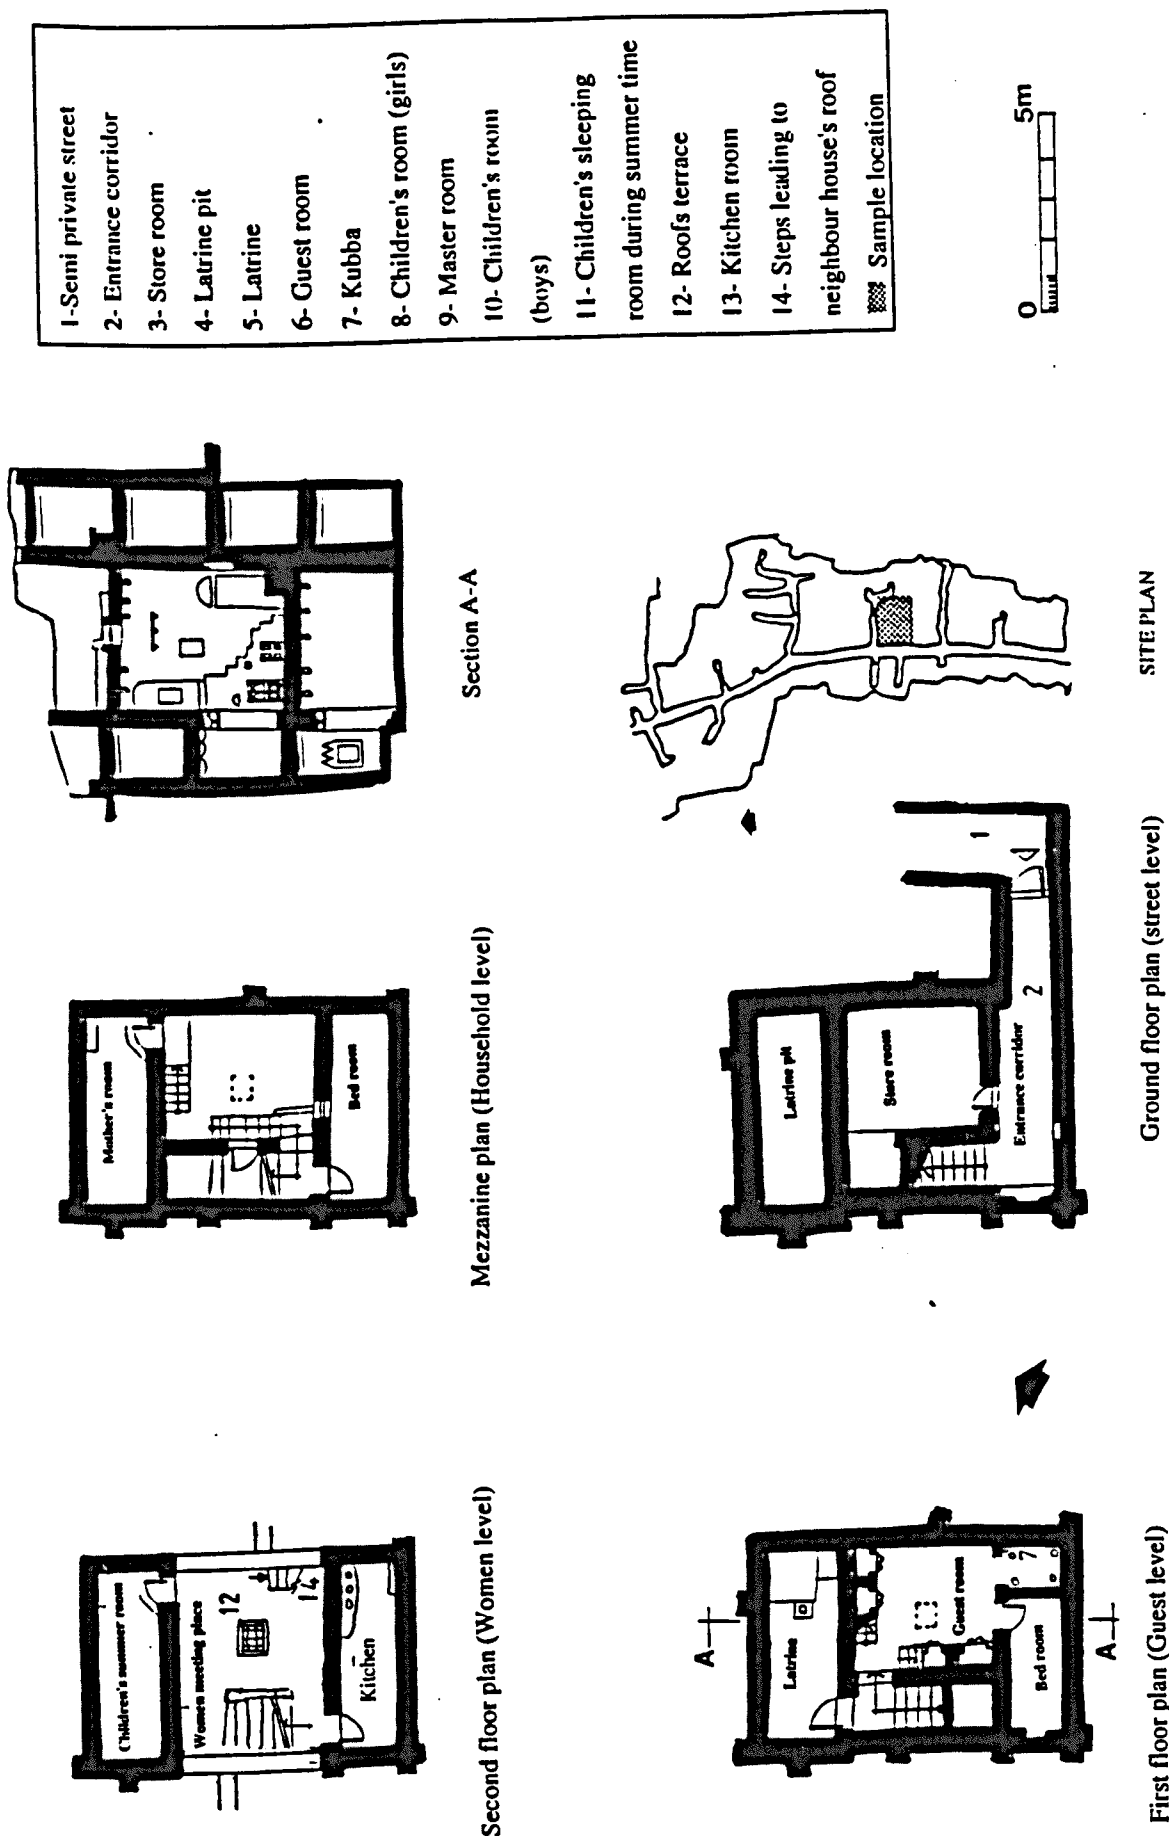 Second floor plan (Women level)
Children's summer room
Women meeting place
12
14
Kitchen
Mezzanine plan (Household level)
Mather's room
Bed room
Section A-A
1-Semi private street
2- Entrance corridor
3- Store room
4- Latrine pit
5- Latrine
6- Guest room
7- Kubba
8- Children's room (girls)
9- Master room
10- Children's room
(boys)
11- Children's sleeping
room during summer time
12- Roofs terrace
13- Kitchen room
14- Steps leading to
neighbour house's roof
Sample location
First floor plan (Guest level)
A
Latrine
Guest room
7
Bed room
A
Ground floor plan (street level)
Latrine pit
Store room
Entrance corridor
2
1
SITE PLAN
0 5m